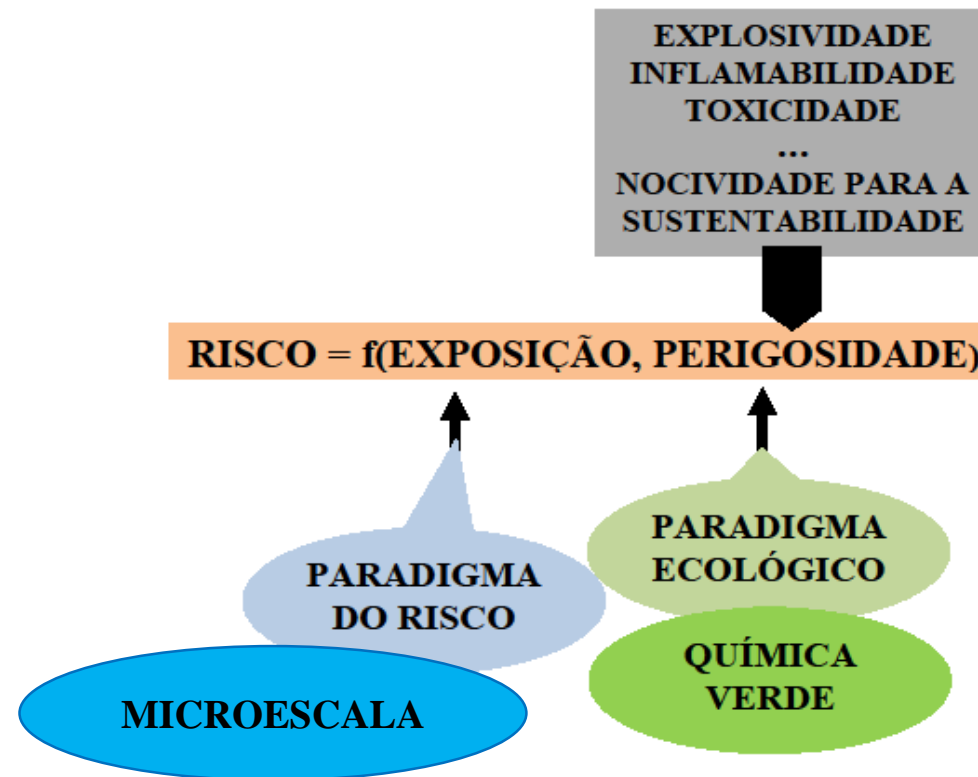 EXPLOSIVIDADE
INFLAMABILIDADE
TOXICIDADE
...
NOCIVIDADE PARA A
SUSTENTABILIDADE
RISCO = f(EXPOSIÇÃO, PERIGOSIDADE)
PARADIGMA
DO RISCO
MICROESCALA
PARADIGMA
ECOLÓGICO
QUÍMICA
VERDE